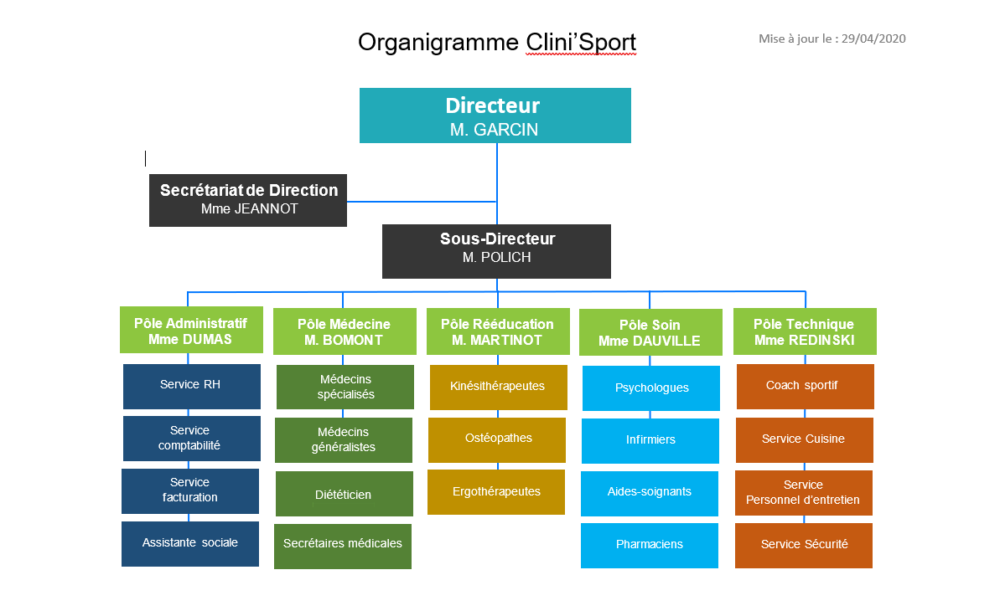 Organigramme Clini’Sport
Mise à jour le : 29/04/2020
Directeur
M. GARCIN
Secrétariat de Direction
Mme JEANNOT
Sous-Directeur
M. POLICH
Pôle Administratif
Mme DUMAS
Service RH
Service
comptabilité
Service
facturation
Assistante sociale
Pôle Médecine
M. BOMONT
Médecins
spécialisés
Médecins
généralistes
Diététicien
Secrétaires médicales
Pôle Rééducation
M. MARTINOT
Kinésithérapeutes
Ostéopathes
Ergothérapeutes
Pôle Soin
Mme DAUVILLE
Psychologues
Infirmiers
Aides-soignants
Pharmaciens
Pôle Technique
Mme REDINSKI
Coach sportif
Service Cuisine
Service
Personnel d'entretien
Service Sécurité